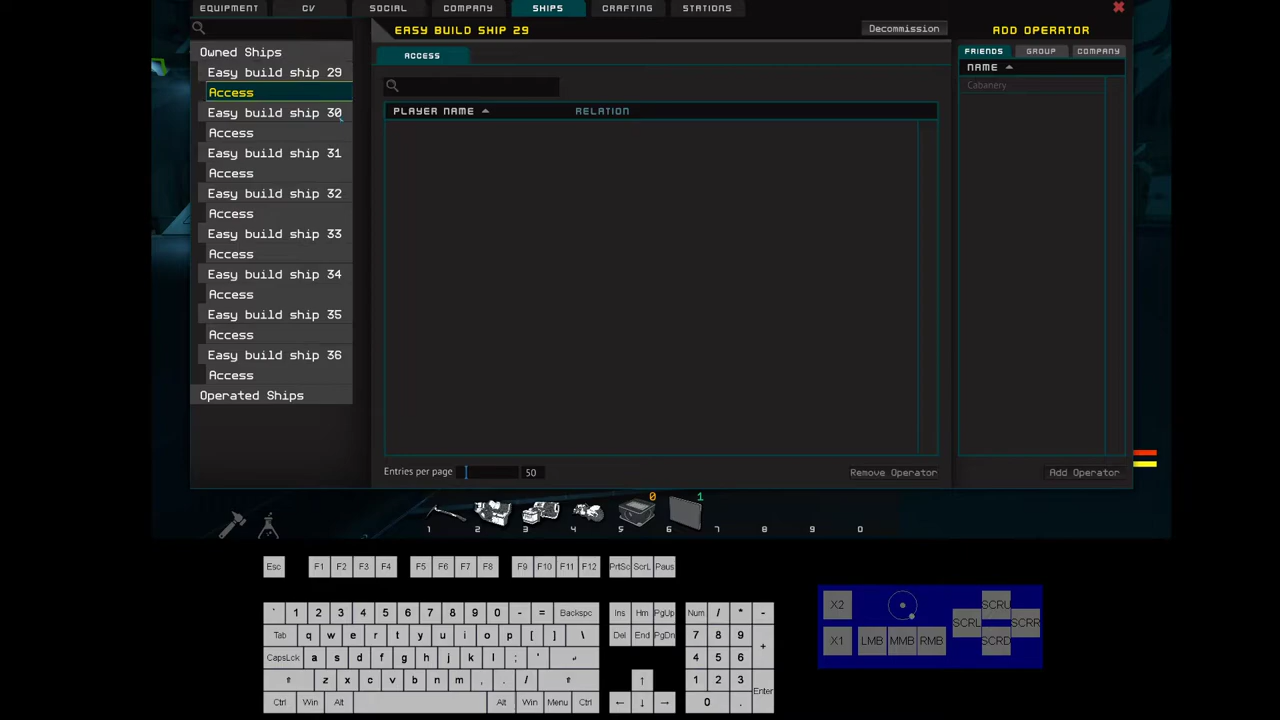 EQUIPMENT CV SOCIAL COMPANY SHIPS CRAFTING STATIONS
EASY BUILD SHIP 29 Decommission
ACCESS
Owned Ships
Easy build ship 29
Access
Easy build ship 30
Access
Easy build ship 31
Access
Easy build ship 32
Access
Easy build ship 33
Access
Easy build ship 34
Access
Easy build ship 35
Access
Easy build ship 36
Access
Operated Ships
PLAYER NAME RELATION
Entries per page 50 Remove Operator
ADD OPERATOR
FRIENDS GROUP COMPANY
NAME
Cabanery
Add Operator
0 1
1 2 3 4 5 6 7 8 9 0
Esc F1 F2 F3 F4 F5 F6 F7 F8 F9 F10 F11 F12 PrtSc ScrL Paus
` 1 2 3 4 5 6 7 8 9 0 - = Backspc Ins Hm PgUp Num / * -
Tab q w e r t y u i o p [ ] \ Del End PgDn 7 8 9 +
CapsLck a s d f g h j k l ; ' ↵ 4 5 6
⇧ z x c v b n m , . / ⇧ ↑ 1 2 3 Enter
Ctrl Win Alt Alt Win Menu Ctrl ← ↓ → 0 .
X2 SCRU
SCRL SCRR
X1 LMB MMB RMB SCRD